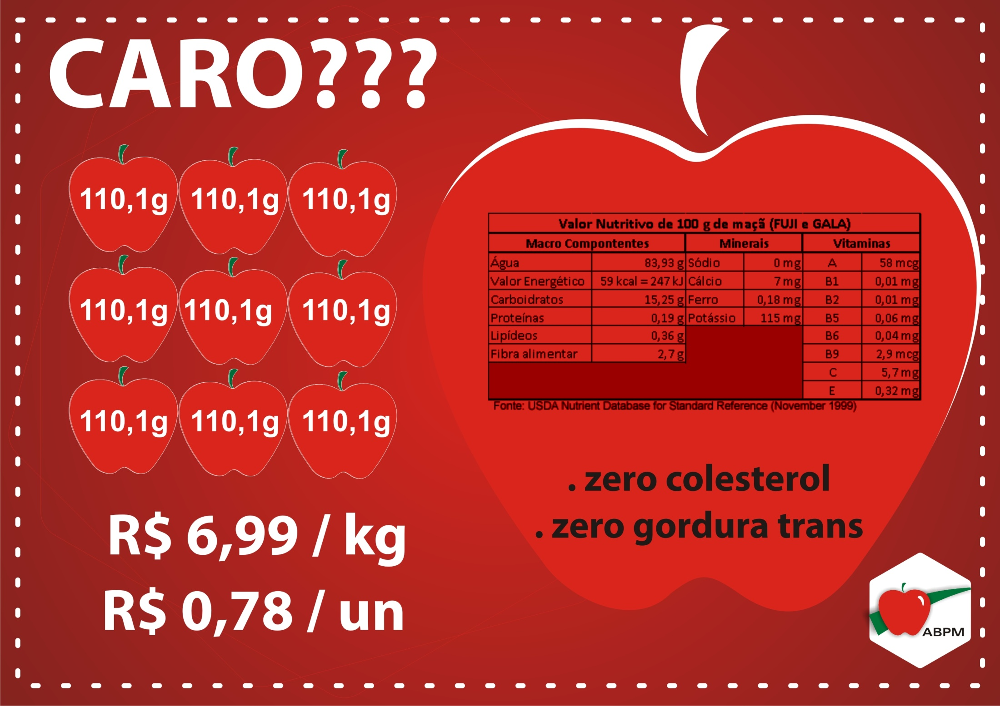 CARO???
110,1g 110,1g 110,1g
110,1g 110,1g 110,1g
110,1g 110,1g 110,1g
R$ 6,99 / kg
R$ 0,78 / un
Valor Nutritivo de 100 g de maçã (FUJI e GALA)
Macro Compontentes Minerais Vitaminas
Água 83,93 g Sódio 0 mg A 58 mcg
Valor Energético 59 kcal = 247 kJ Cálcio 7 mg B1 0,01 mg
Carboidratos 15,25 g Ferro 0,18 mg B2 0,01 mg
Proteínas 0,19 g Potássio 115 mg B5 0,06 mg
Lipídeos 0,36 g B6 0,04 mg
Fibra alimentar 2,7 g B9 2,9 mcg
C 5,7 mg
E 0,32 mg
Fonte: USDA Nutrient Database for Standard Reference (November 1999)
. zero colesterol
. zero gordura trans
ABPM